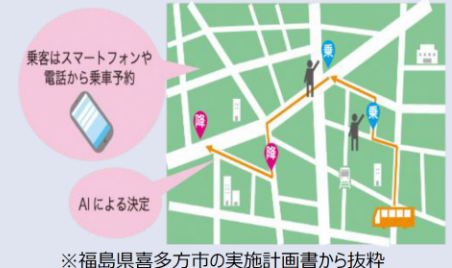 乗客はスマートフォンや
電話から乗車予約
乗
乗
降
降
AIによる決定
※福島県喜多方市の実施計画書から抜粋